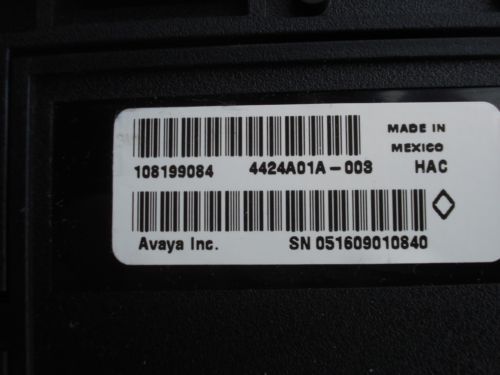 MADE IN
MEXICO
108199084 4424A01A-003 HAC
Avaya Inc. SN 051609010840